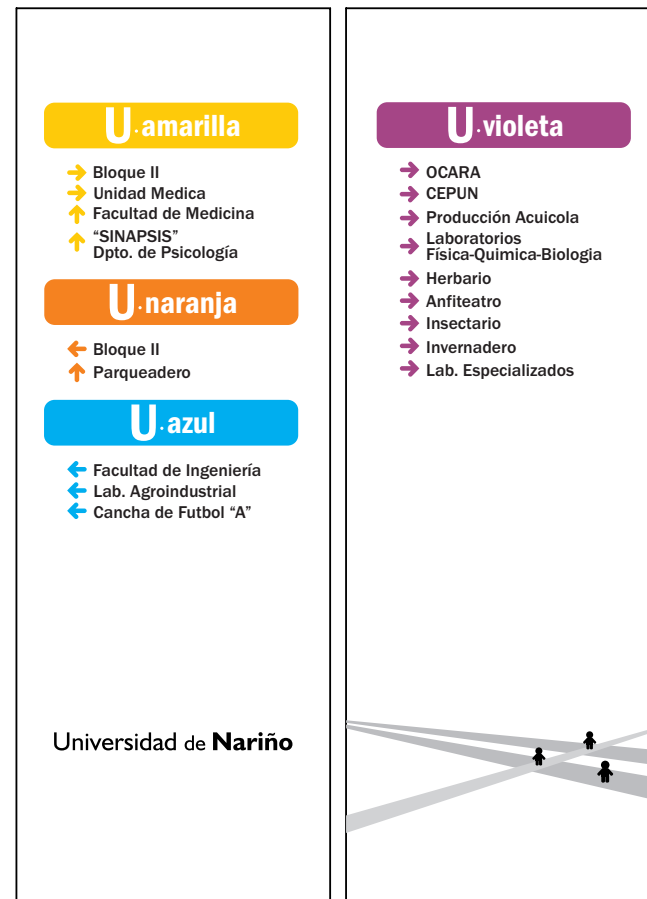 U·amarilla
Bloque II
Unidad Medica
Facultad de Medicina
“SINAPSIS”
Dpto. de Psicología
U·naranja
Bloque II
Parqueadero
U·azul
Facultad de Ingeniería
Lab. Agroindustrial
Cancha de Futbol “A”
Universidad de Nariño
U·violeta
OCARA
CEPUN
Producción Acuicola
Laboratorios
Física-Quimica-Biologia
Herbario
Anfiteatro
Insectario
Invernadero
Lab. Especializados